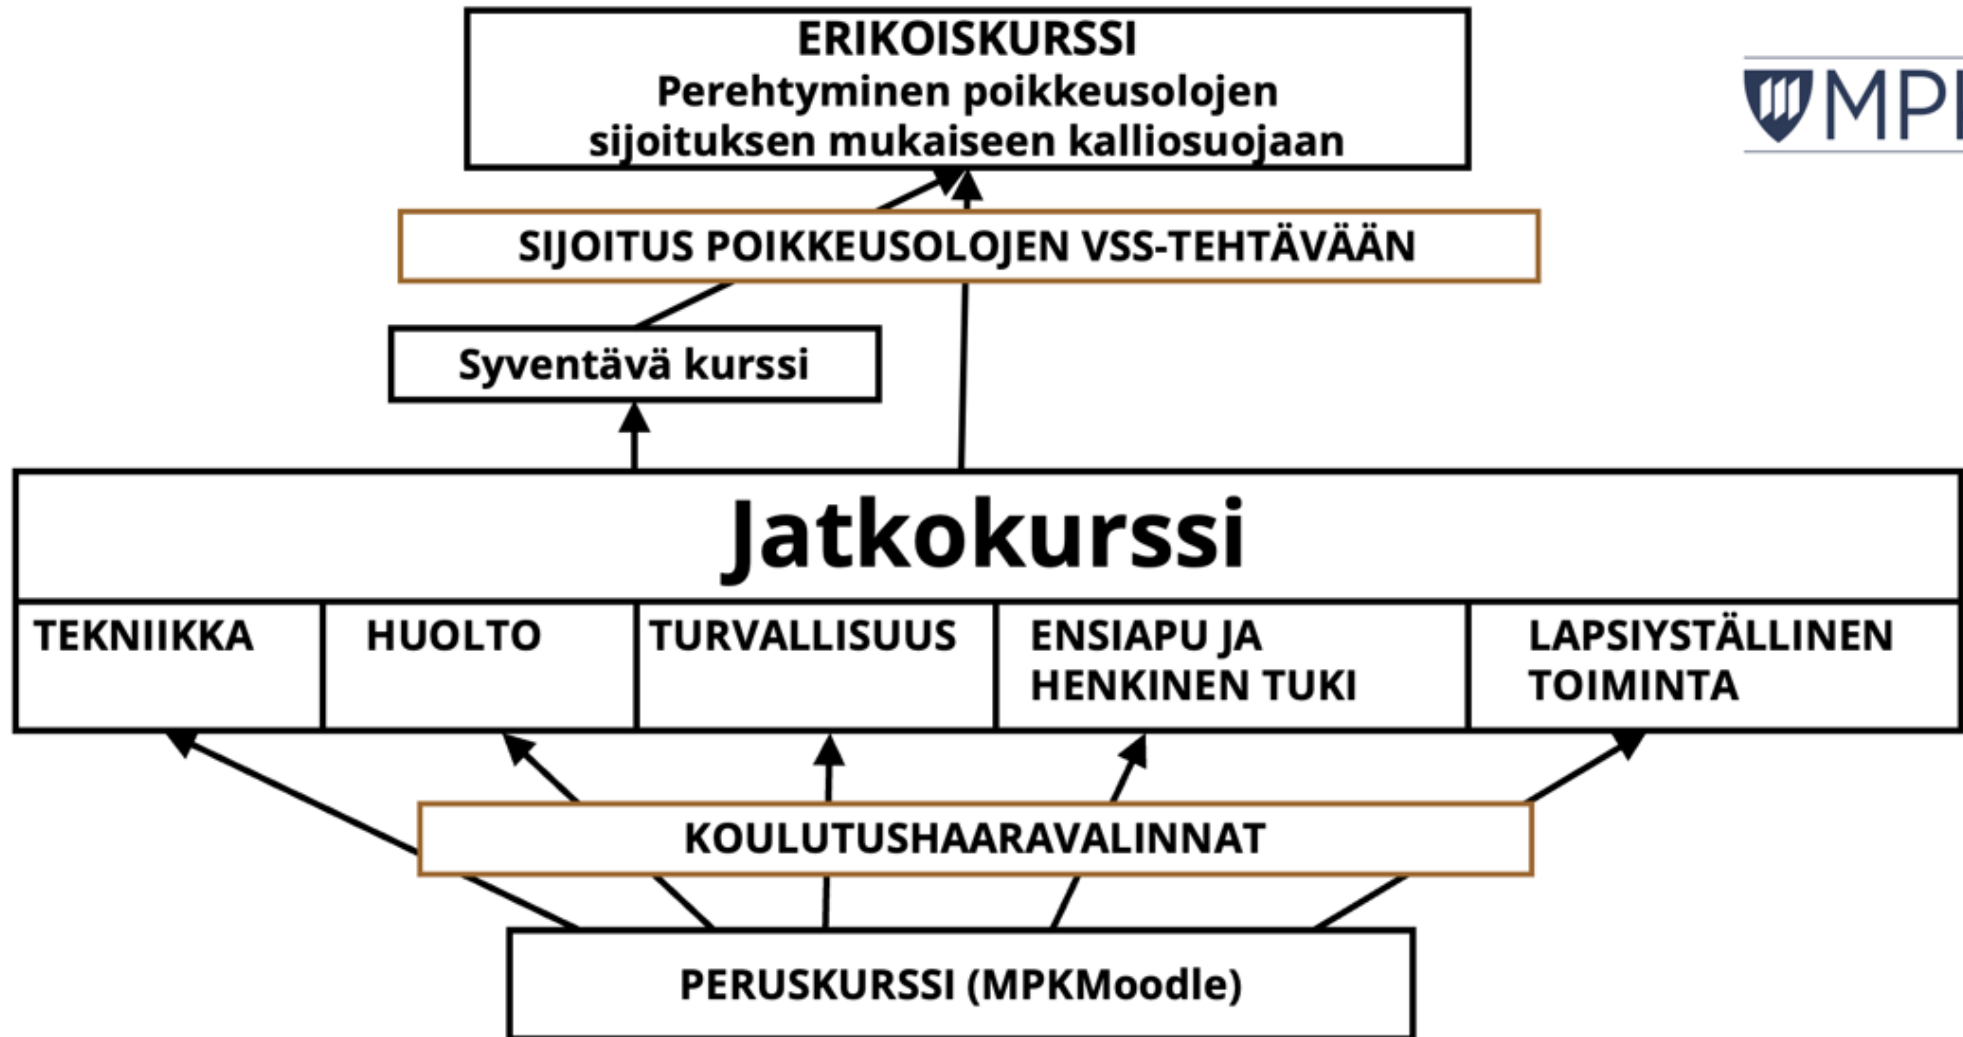 ERIKOISKURSSI
Perehtyminen poikkeusolojen
sijoituksen mukaiseen kalliosuojaan
MP
SIJOITUS POIKKEUSOLOJEN VSS-TEHTÄVÄÄN
Syventävä kurssi
Jatkokurssi
TEKNIIKKA
HUOLTO
TURVALLISUUS
ENSIAPU JA
HENKINEN TUKI
LAPSIYSTÄLLINEN
TOIMINTA
KOULUTUSHAARAVALINNAT
PERUSKURSSI (MPKMoodle)